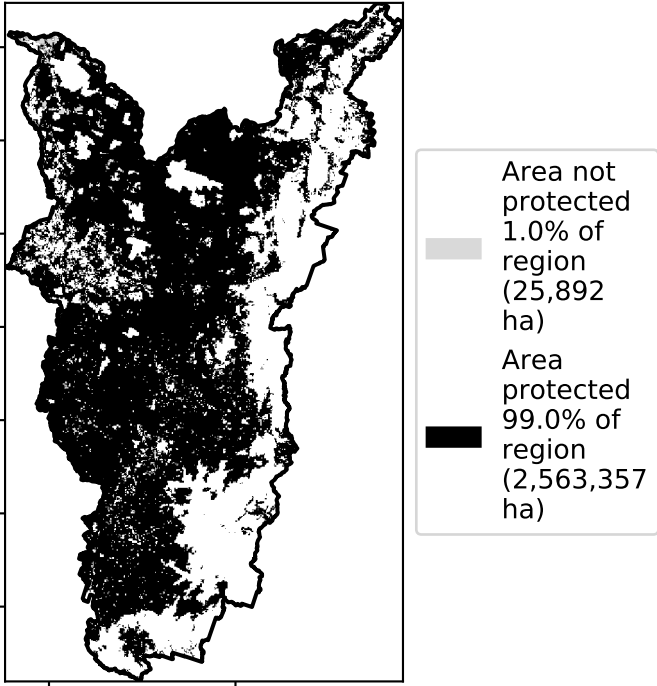 Area not
protected
1.0% of
region
(25,892
ha)
Area
protected
99.0% of
region
(2,563,357
ha)